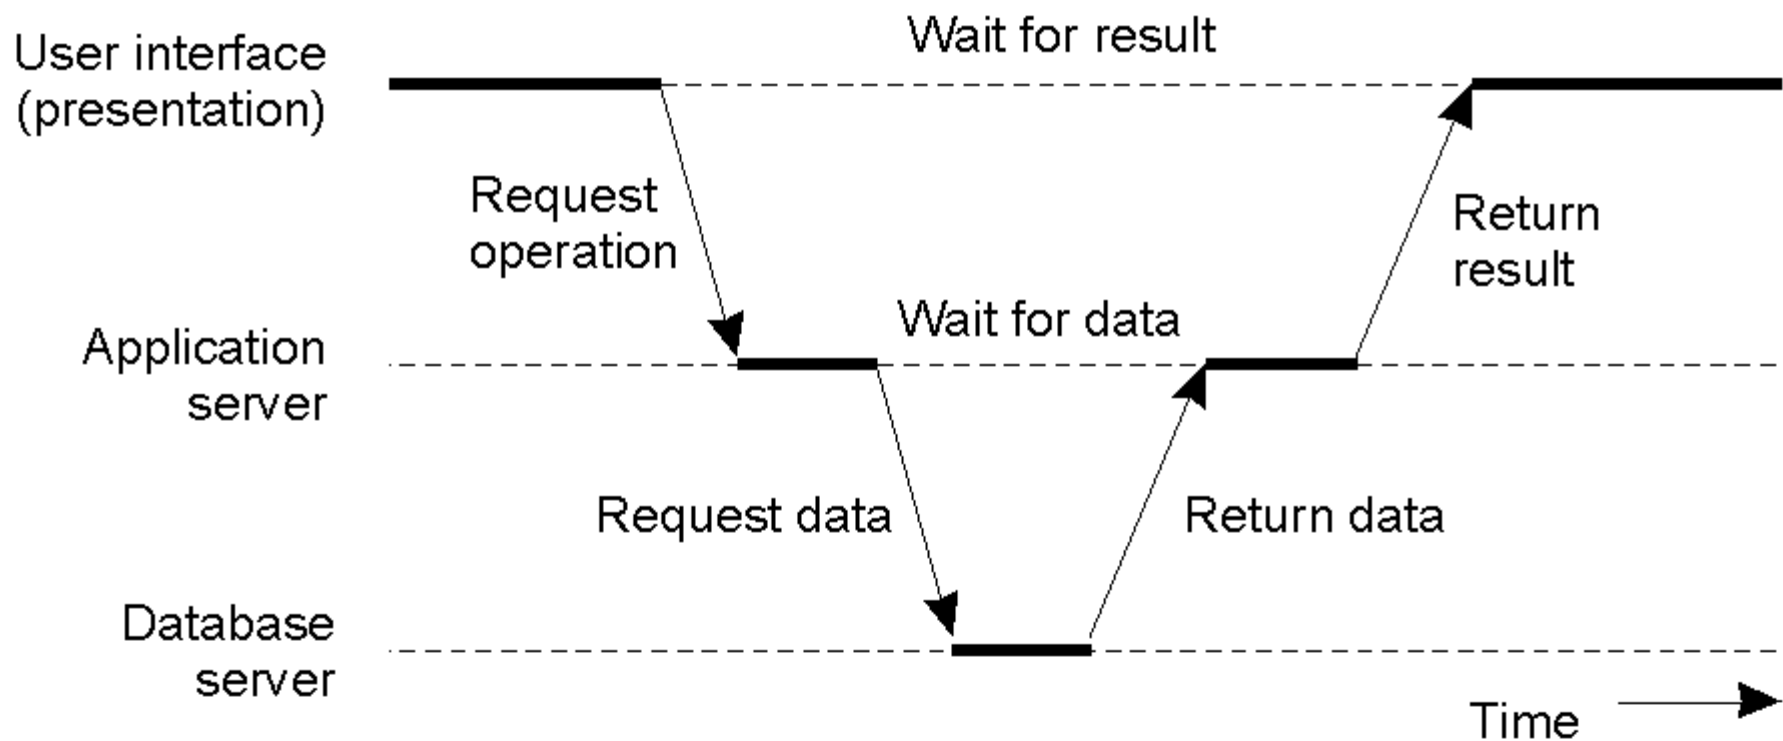 Wait for result
User interface
(presentation)
Request
operation
Return
result
Wait for data
Application
server
Request data
Return data
Database
server
Time